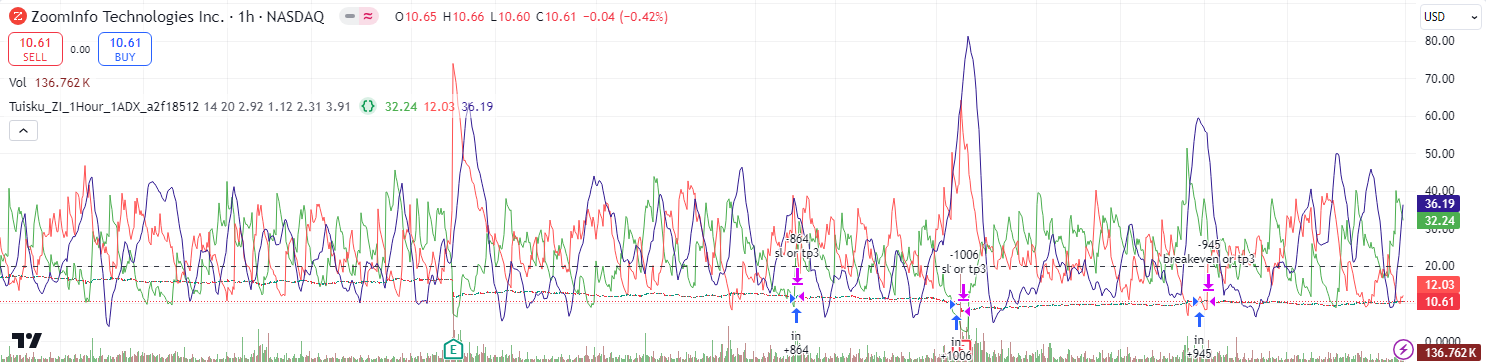 ZoomInfo Technologies Inc. · 1h · NASDAQ O10.65 H10.66 L10.60 C10.61 −0.04 (−0.42%)
USD
10.61
SELL
0.00
10.61
BUY
Vol 136.762 K
Tuisku_ZI_1Hour_1ADX_a2f18512 14 20 2.92 1.12 2.31 3.91 {} 32.24 12.03 36.19
80.00
70.00
60.00
50.00
40.00
36.19
32.24
30.00
20.00
12.03
10.61
0.0000
136.762 K
-864
sl or tp3
in
+864
-1006
sl or tp3
in
+1006
-945
breakeven or tp3
in
+945
E